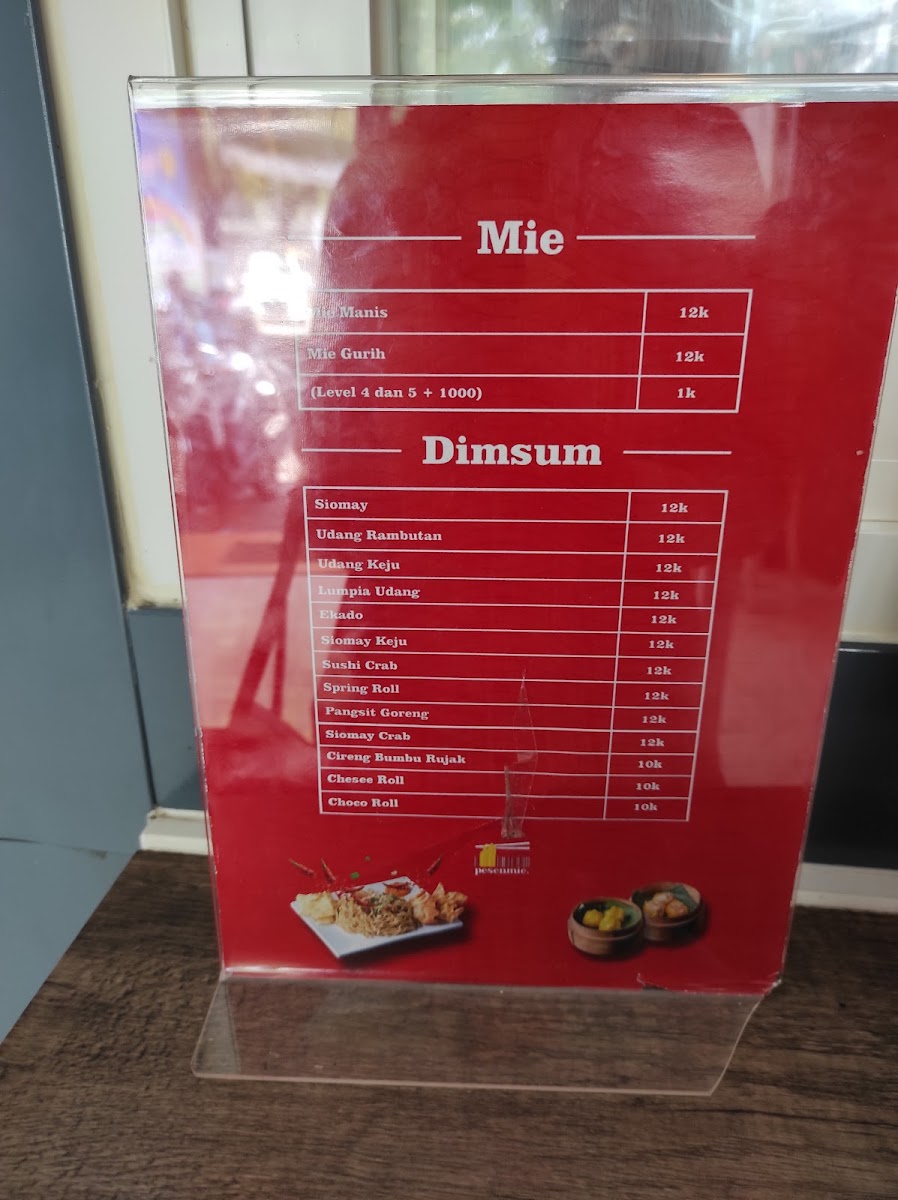 Mie
Mie Manis 12k
Mie Gurih 12k
(Level 4 dan 5 + 1000) 1k
Dimsum
Siomay 12k
Udang Rambutan 12k
Udang Keju 12k
Lumpia Udang 12k
Ekado 12k
Siomay Keju 12k
Sushi Crab 12k
Spring Roll 12k
Pangsit Goreng 12k
Siomay Crab 12k
Cireng Bumbu Rujak 10k
Chesee Roll 10k
Choco Roll 10k
pesenmie.